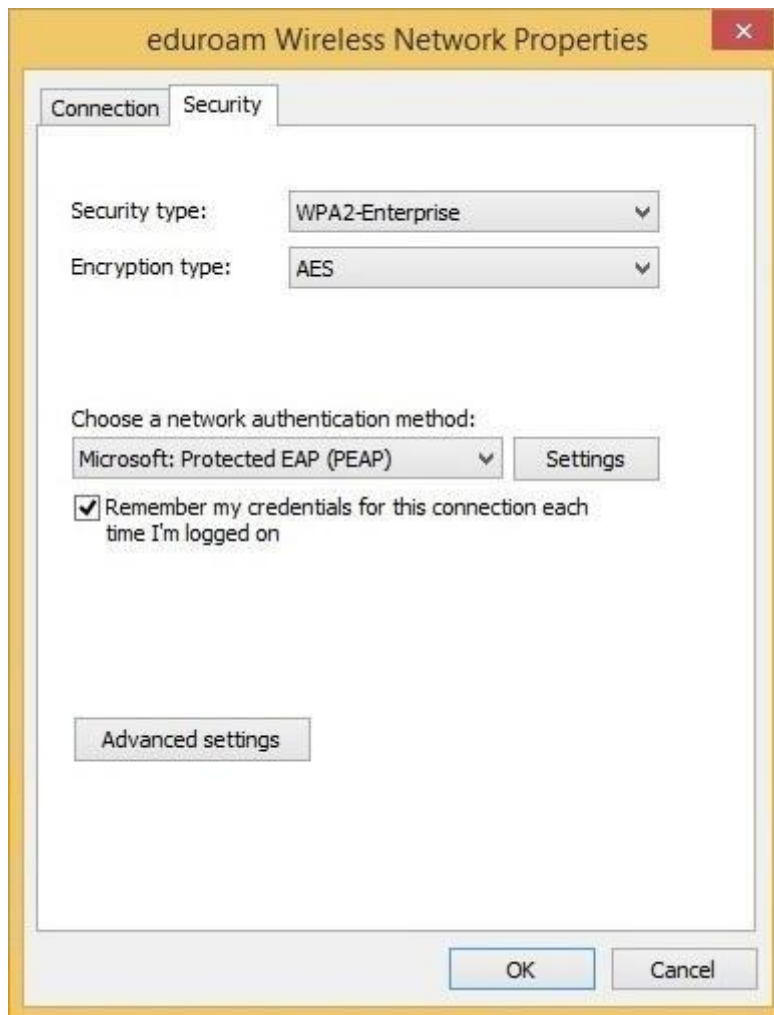 eduroam Wireless Network Properties
Connection
Security
Security type:
WPA2-Enterprise
Encryption type:
AES
Choose a network authentication method:
Microsoft: Protected EAP (PEAP)
Settings
Remember my credentials for this connection each
time I'm logged on
Advanced settings
OK
Cancel